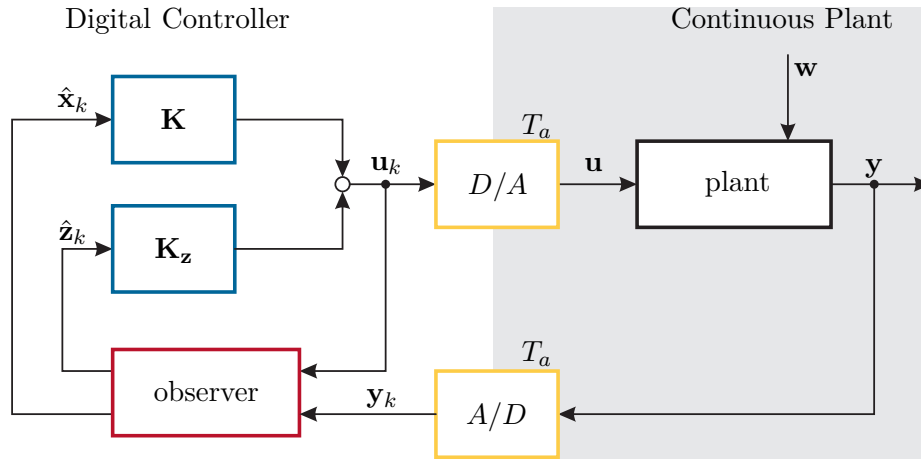 Digital Controller
Continuous Plant
w
x̂ₖ
K
Tₐ
uₖ
D/A
u
plant
y
ẑₖ
K_z
Tₐ
observer
yₖ
A/D